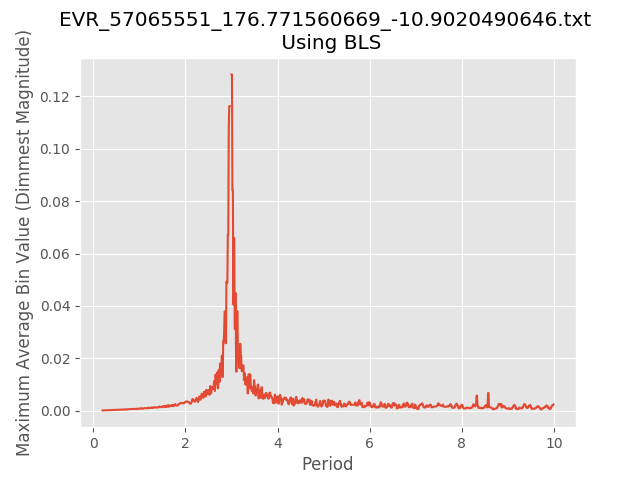 EVR_57065551_176.771560669_-10.9020490646.txt
Using BLS
Maximum Average Bin Value (Dimmest Magnitude)
0.12
0.10
0.08
0.06
0.04
0.02
0.00
0 2 4 6 8 10
Period